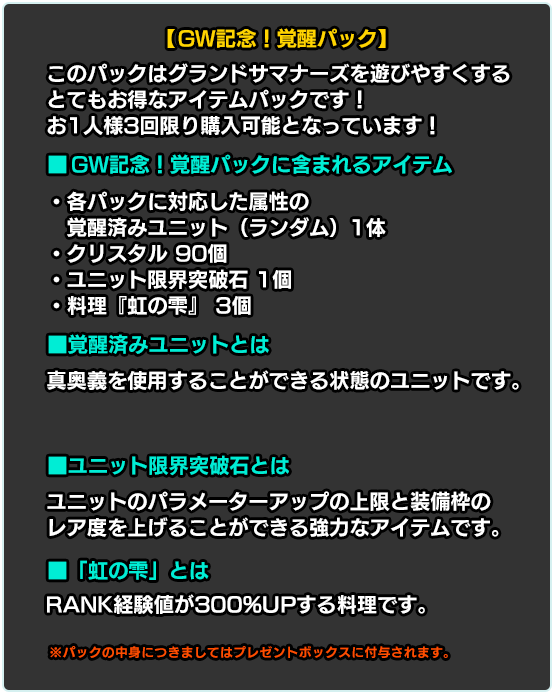 【GW記念！覚醒パック】
このパックはグランドサマナーズを遊びやすくする
とてもお得なアイテムパックです！
お1人様3回限り購入可能となっています！
■GW記念！覚醒パックに含まれるアイテム
・各パックに対応した属性の
覚醒済みユニット（ランダム）1体
・クリスタル 90個
・ユニット限界突破石 1個
・料理『虹の雫』 3個
■覚醒済みユニットとは
真奥義を使用することができる状態のユニットです。
■ユニット限界突破石とは
ユニットのパラメーターアップの上限と装備枠の
レア度を上げることができる強力なアイテムです。
■「虹の雫」とは
RANK経験値が300%UPする料理です。
※パックの中身につきましてはプレゼントボックスに付与されます。